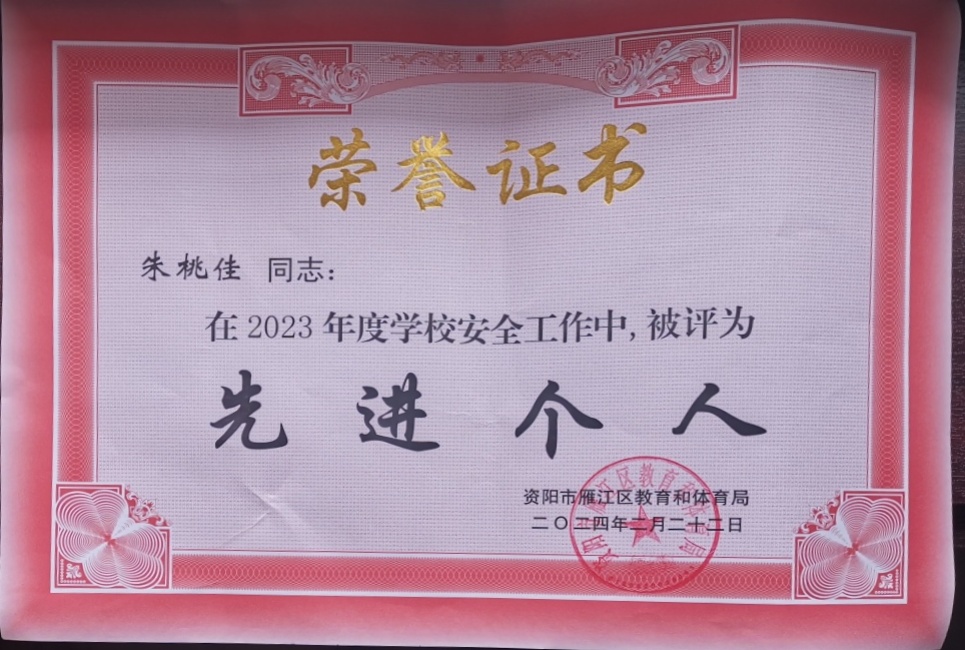 荣誉证书
朱桃佳 同志：
在2023年度学校安全工作中，被评为
先进个人
资阳市雁江区教育和体育局
二〇二四年二月二十二日